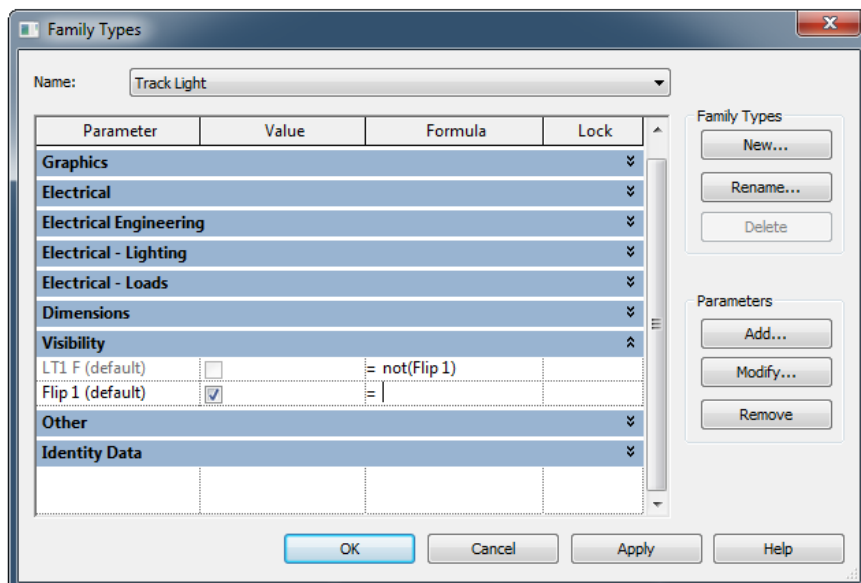 Family Types
Name: Track Light
Parameter Value Formula Lock
Graphics
Electrical
Electrical Engineering
Electrical - Lighting
Electrical - Loads
Dimensions
Visibility
LT1 F (default) = not(Flip 1)
Flip 1 (default) =
Other
Identity Data
Family Types
New...
Rename...
Delete
Parameters
Add...
Modify...
Remove
OK Cancel Apply Help